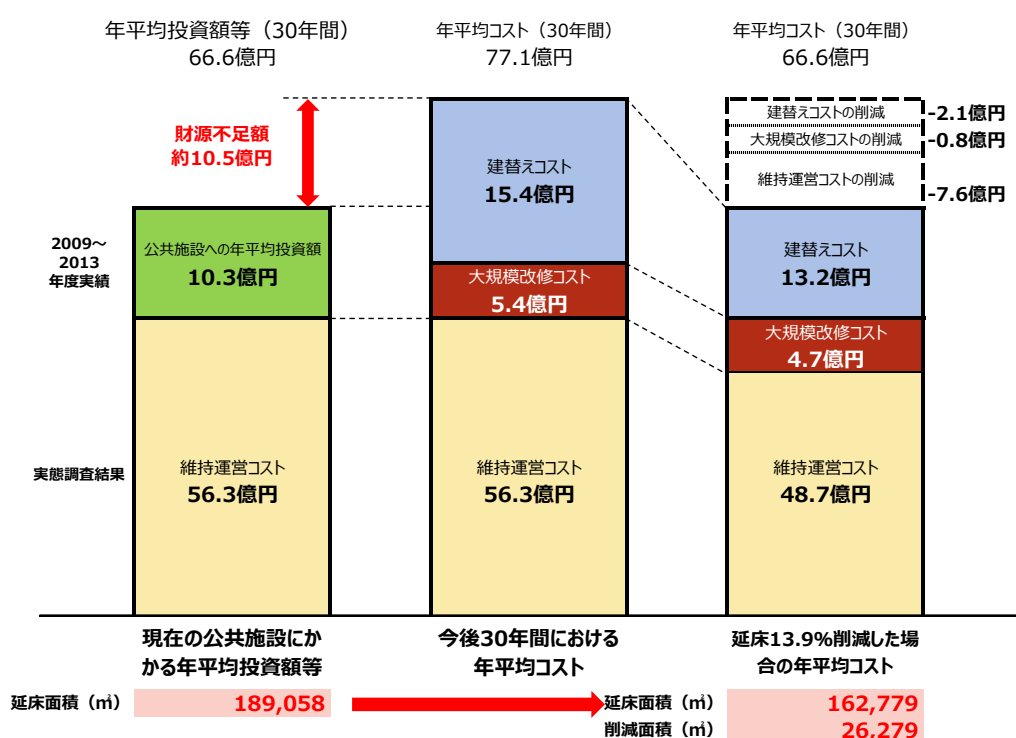 年平均投資額等（30年間）
66.6億円
年平均コスト（30年間）
77.1億円
年平均コスト（30年間）
66.6億円
財源不足額
約10.5億円
建替えコストの削減
-2.1億円
大規模改修コストの削減
-0.8億円
維持運営コストの削減
-7.6億円
2009～
2013
年度実績
公共施設への年平均投資額
10.3億円
建替えコスト
15.4億円
大規模改修コスト
5.4億円
建替えコスト
13.2億円
大規模改修コスト
4.7億円
実態調査結果
維持運営コスト
56.3億円
維持運営コスト
56.3億円
維持運営コスト
48.7億円
現在の公共施設にか
かる年平均投資額等
今後30年間における
年平均コスト
延床13.9%削減した場
合の年平均コスト
延床面積（㎡）
189,058
延床面積（㎡）
162,779
削減面積（㎡）
26,279